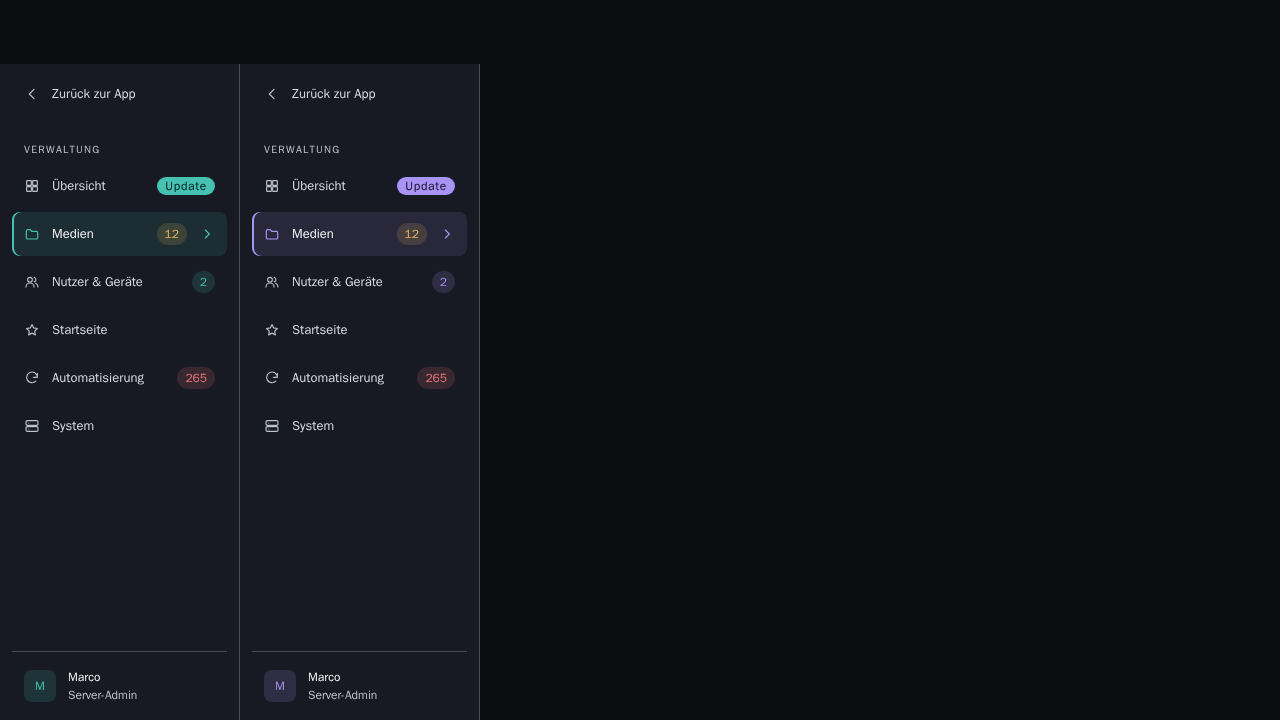 Zurück zur App
VERWALTUNG
Übersicht Update
Medien 12
Nutzer & Geräte 2
Startseite
Automatisierung 265
System
M Marco
Server-Admin
Zurück zur App
VERWALTUNG
Übersicht Update
Medien 12
Nutzer & Geräte 2
Startseite
Automatisierung 265
System
M Marco
Server-Admin